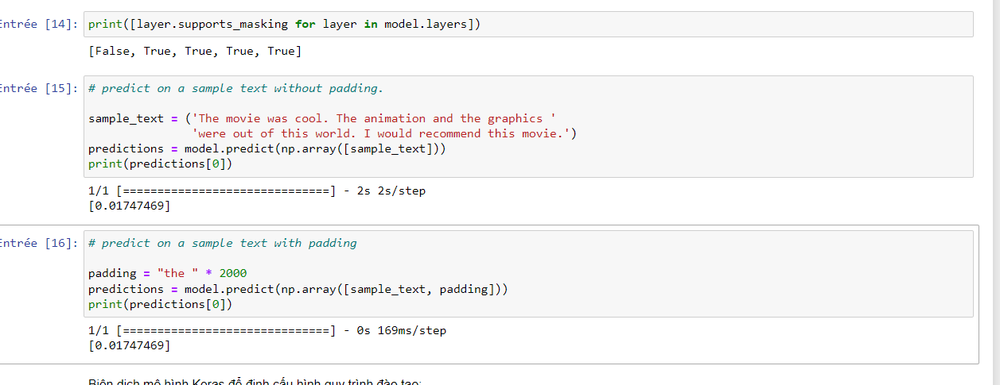 Entrée [14]: print([layer.supports_masking for layer in model.layers])
[False, True, True, True, True]
Entrée [15]: # predict on a sample text without padding.
sample_text = ('The movie was cool. The animation and the graphics '
'were out of this world. I would recommend this movie.')
predictions = model.predict(np.array([sample_text]))
print(predictions[0])
1/1 [==============================] - 2s 2s/step
[0.01747469]
Entrée [16]: # predict on a sample text with padding
padding = "the " * 2000
predictions = model.predict(np.array([sample_text, padding]))
print(predictions[0])
1/1 [==============================] - 0s 169ms/step
[0.01747469]
Biên dịch mô hình Keras để định cấu hình quy trình đào tạo: